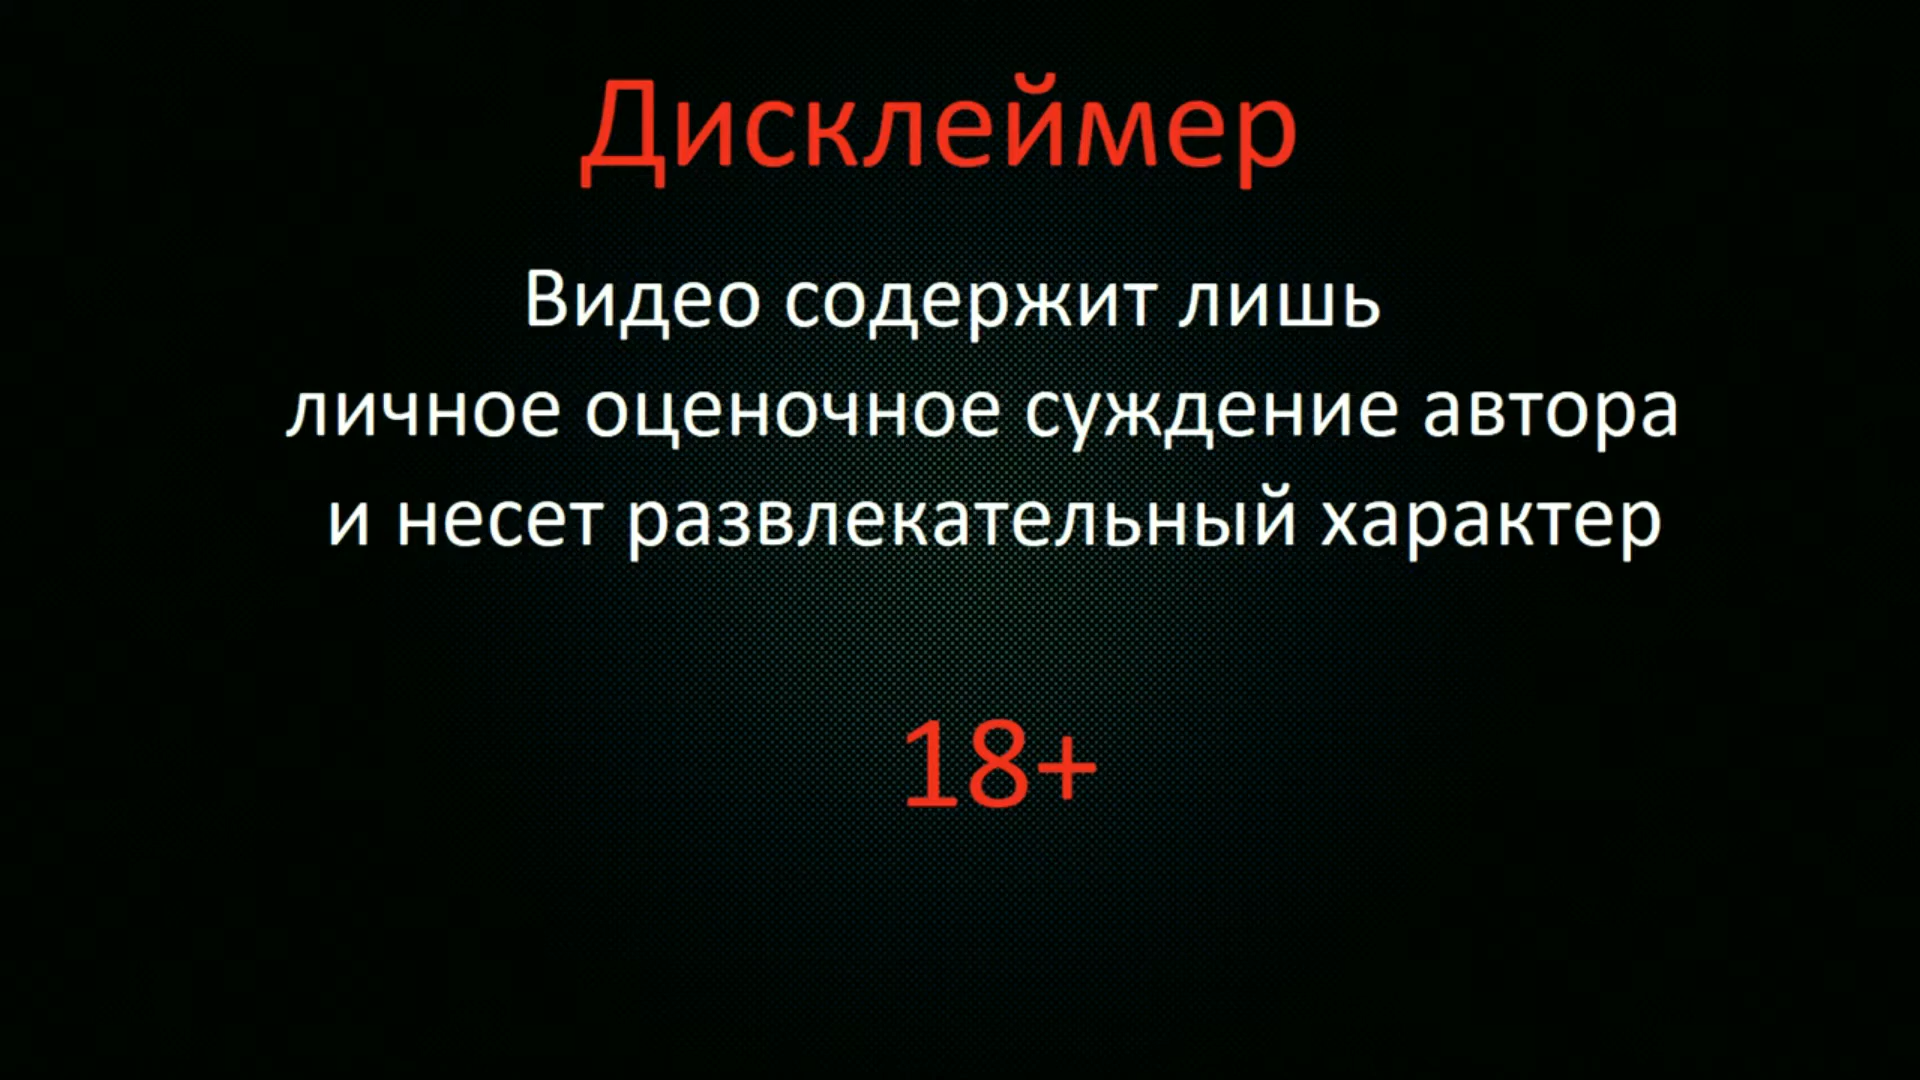 Дисклеймер
Видео содержит лишь
личное оценочное суждение автора
и несет развлекательный характер
18+